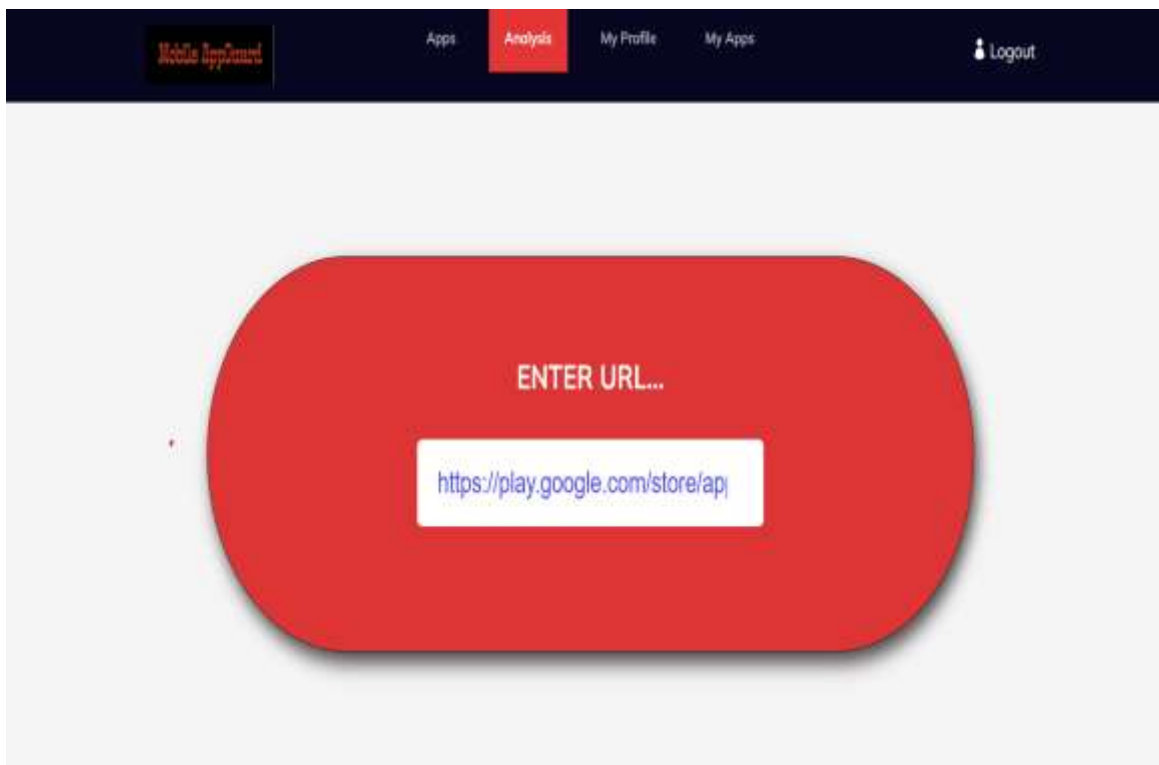 Mobile AppGuard
Apps Analysis My Profile My Apps
Logout
ENTER URL...
https://play.google.com/store/ap